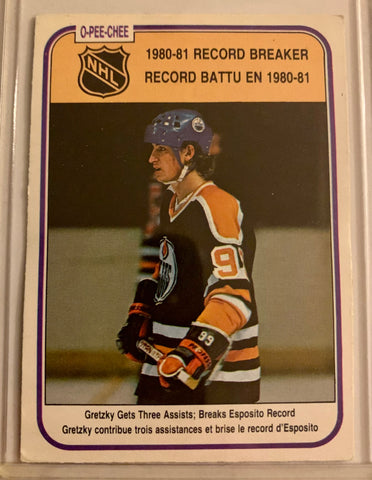 O-PEE-CHEE
NHL
1980-81 RECORD BREAKER
RECORD BATTU EN 1980-81
9
99
Gretzky Gets Three Assists; Breaks Esposito Record
Gretzky contribue trois assistances et brise le record d'Esposito